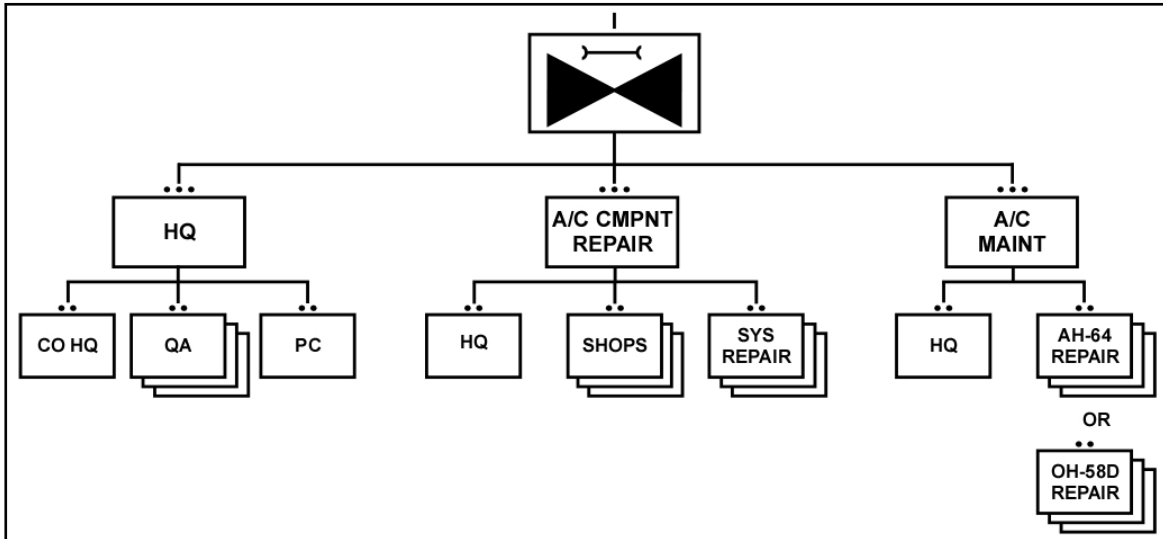 HQ
A/C CMPNT
REPAIR
A/C
MAINT
CO HQ
QA
PC
HQ
SHOPS
SYS
REPAIR
HQ
AH-64
REPAIR
OR
OH-58D
REPAIR